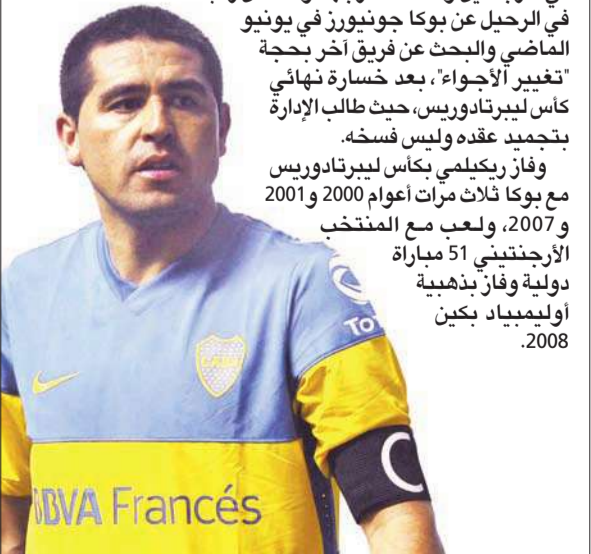 في الرحيل عن بوكا جونيورز في يونيو
الماضي والبحث عن فريق آخر بحجة
"تغيير الأجواء"، بعد خسارة نهائي
كأس ليبرتادوريس، حيث طالب الإدارة
بتجميد عقده وليس فسخه.
وفاز ريكيلمي بكأس ليبرتادوريس
مع بوكا ثلاث مرات أعوام 2000 و2001
و2007، ولعب مع المنتخب
الأرجنتيني 51 مباراة
دولية وفاز بذهبية
أوليمبياد بكين
2008.
To
CABJ
C
BBVA Francés